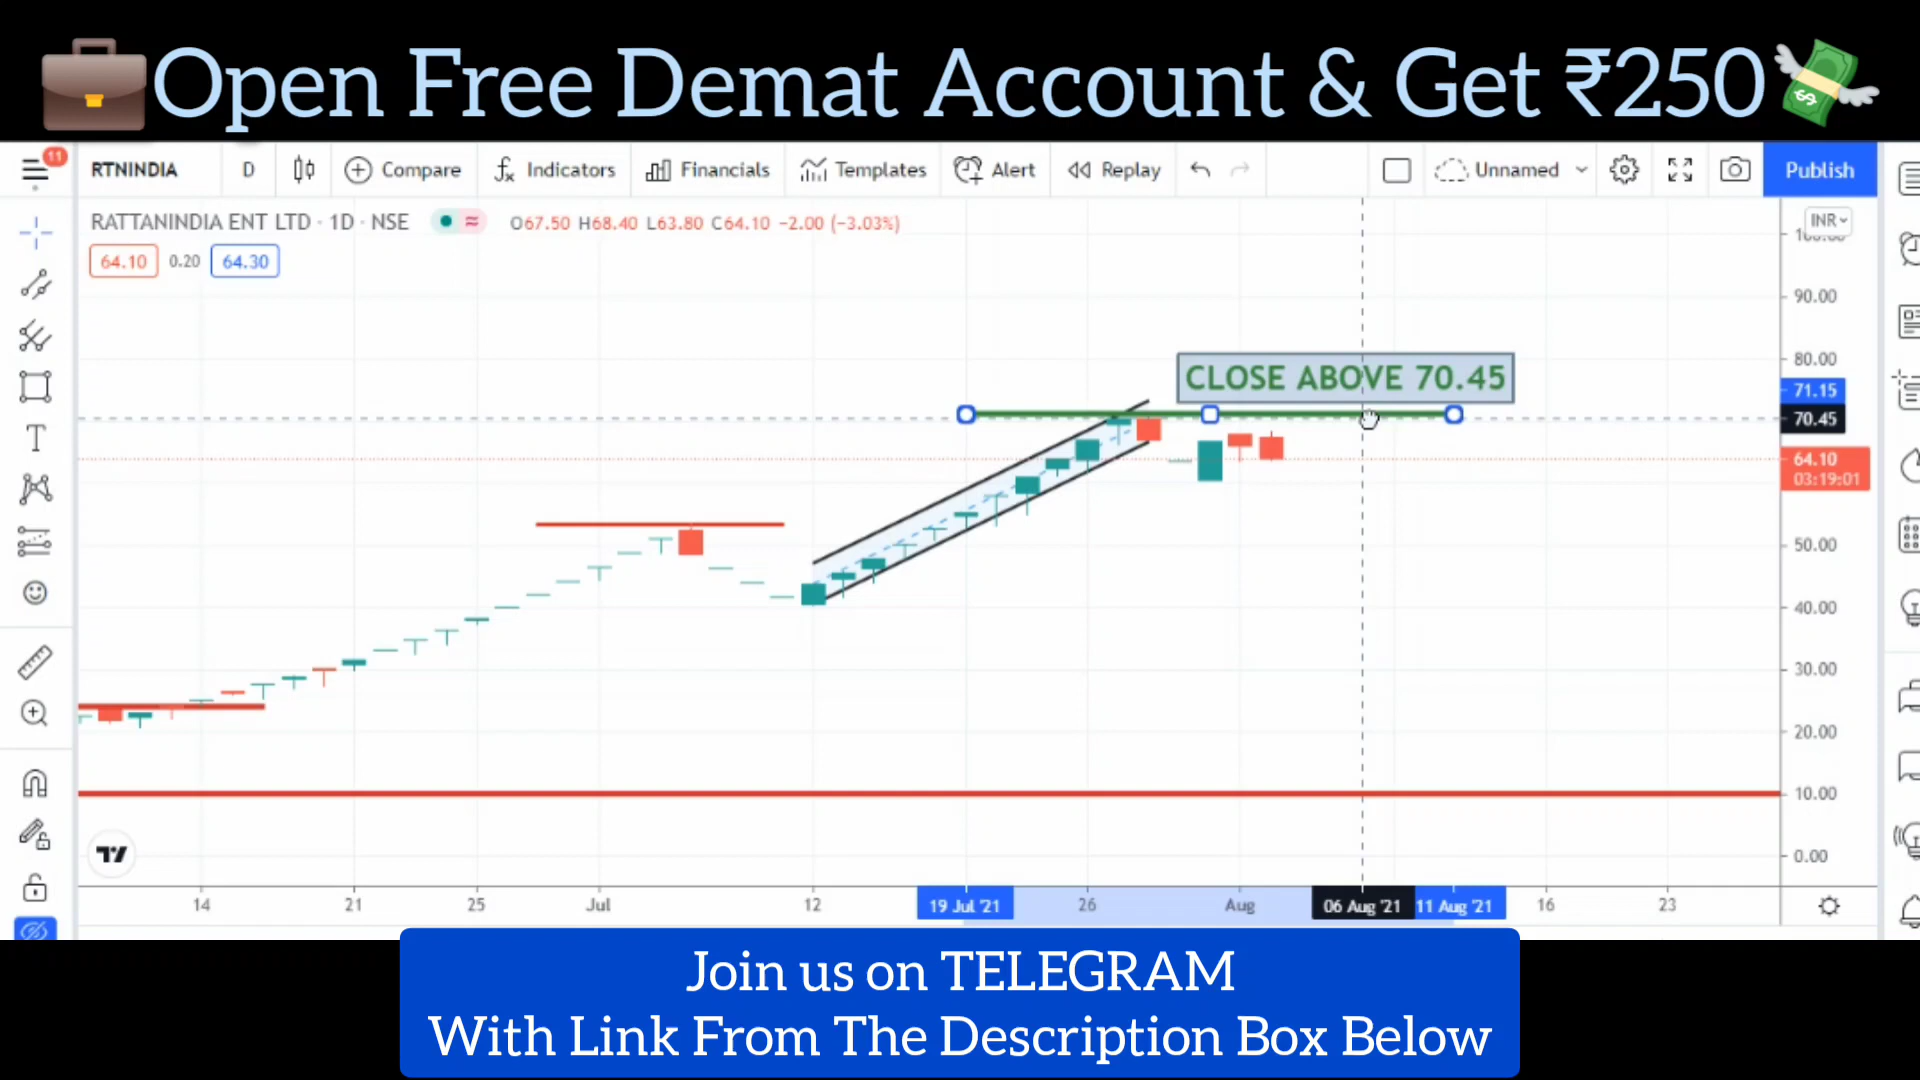 Open Free Demat Account & Get ₹250
11
RTNINDIA D Compare Indicators Financials Templates Alert Replay Unnamed Publish
RATTANINDIA ENT LTD · 1D · NSE O67.50 H68.40 L63.80 C64.10 −2.00 (−3.03%)
INR
64.10 0.20 64.30
90.00
80.00
CLOSE ABOVE 70.45
71.15
70.45
64.10
03:19:01
50.00
40.00
30.00
20.00
10.00
0.00
14 21 25 Jul 12 19 Jul '21 26 Aug 06 Aug '21 11 Aug '21 16 23
Join us on TELEGRAM
With Link From The Description Box Below